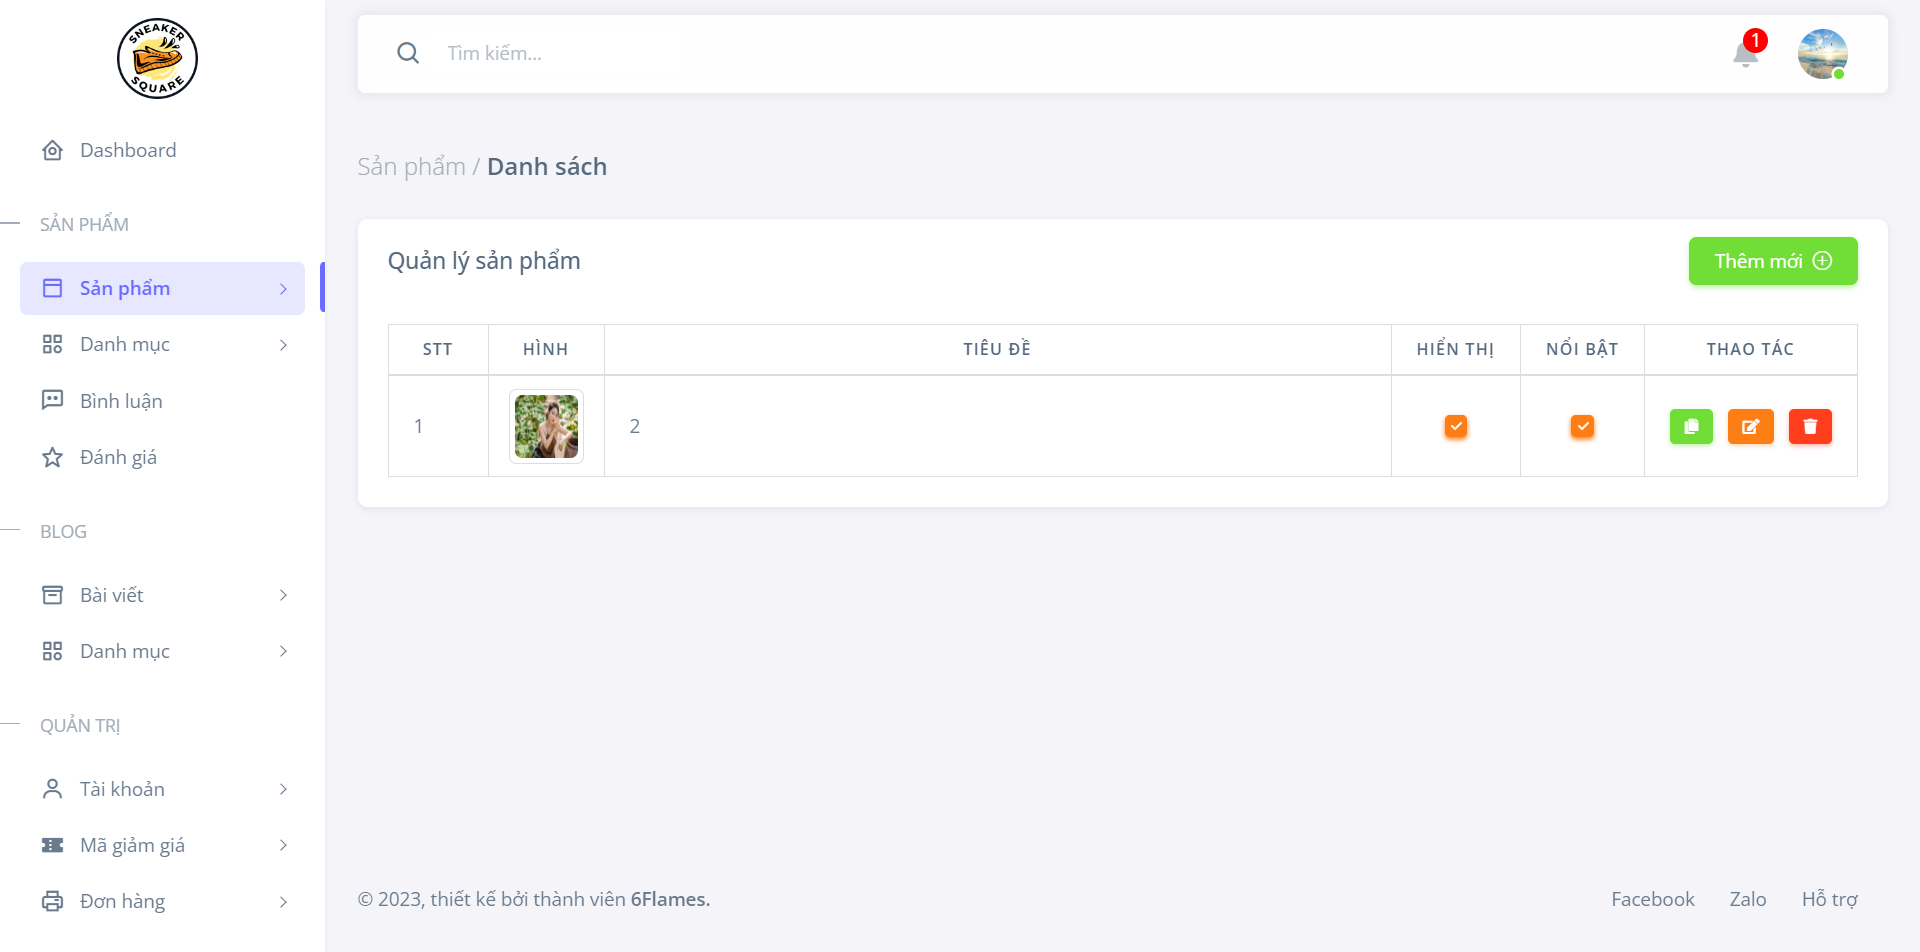 SNEAKER
SQUARE
Dashboard
SẢN PHẨM
Sản phẩm
Danh mục
Bình luận
Đánh giá
BLOG
Bài viết
Danh mục
QUẢN TRỊ
Tài khoản
Mã giảm giá
Đơn hàng
Tìm kiếm...
1
Sản phẩm / Danh sách
Quản lý sản phẩm
Thêm mới
STT HÌNH TIÊU ĐỀ HIỂN THỊ NỔI BẬT THAO TÁC
1 2
© 2023, thiết kế bởi thành viên 6Flames.
Facebook Zalo Hỗ trợ